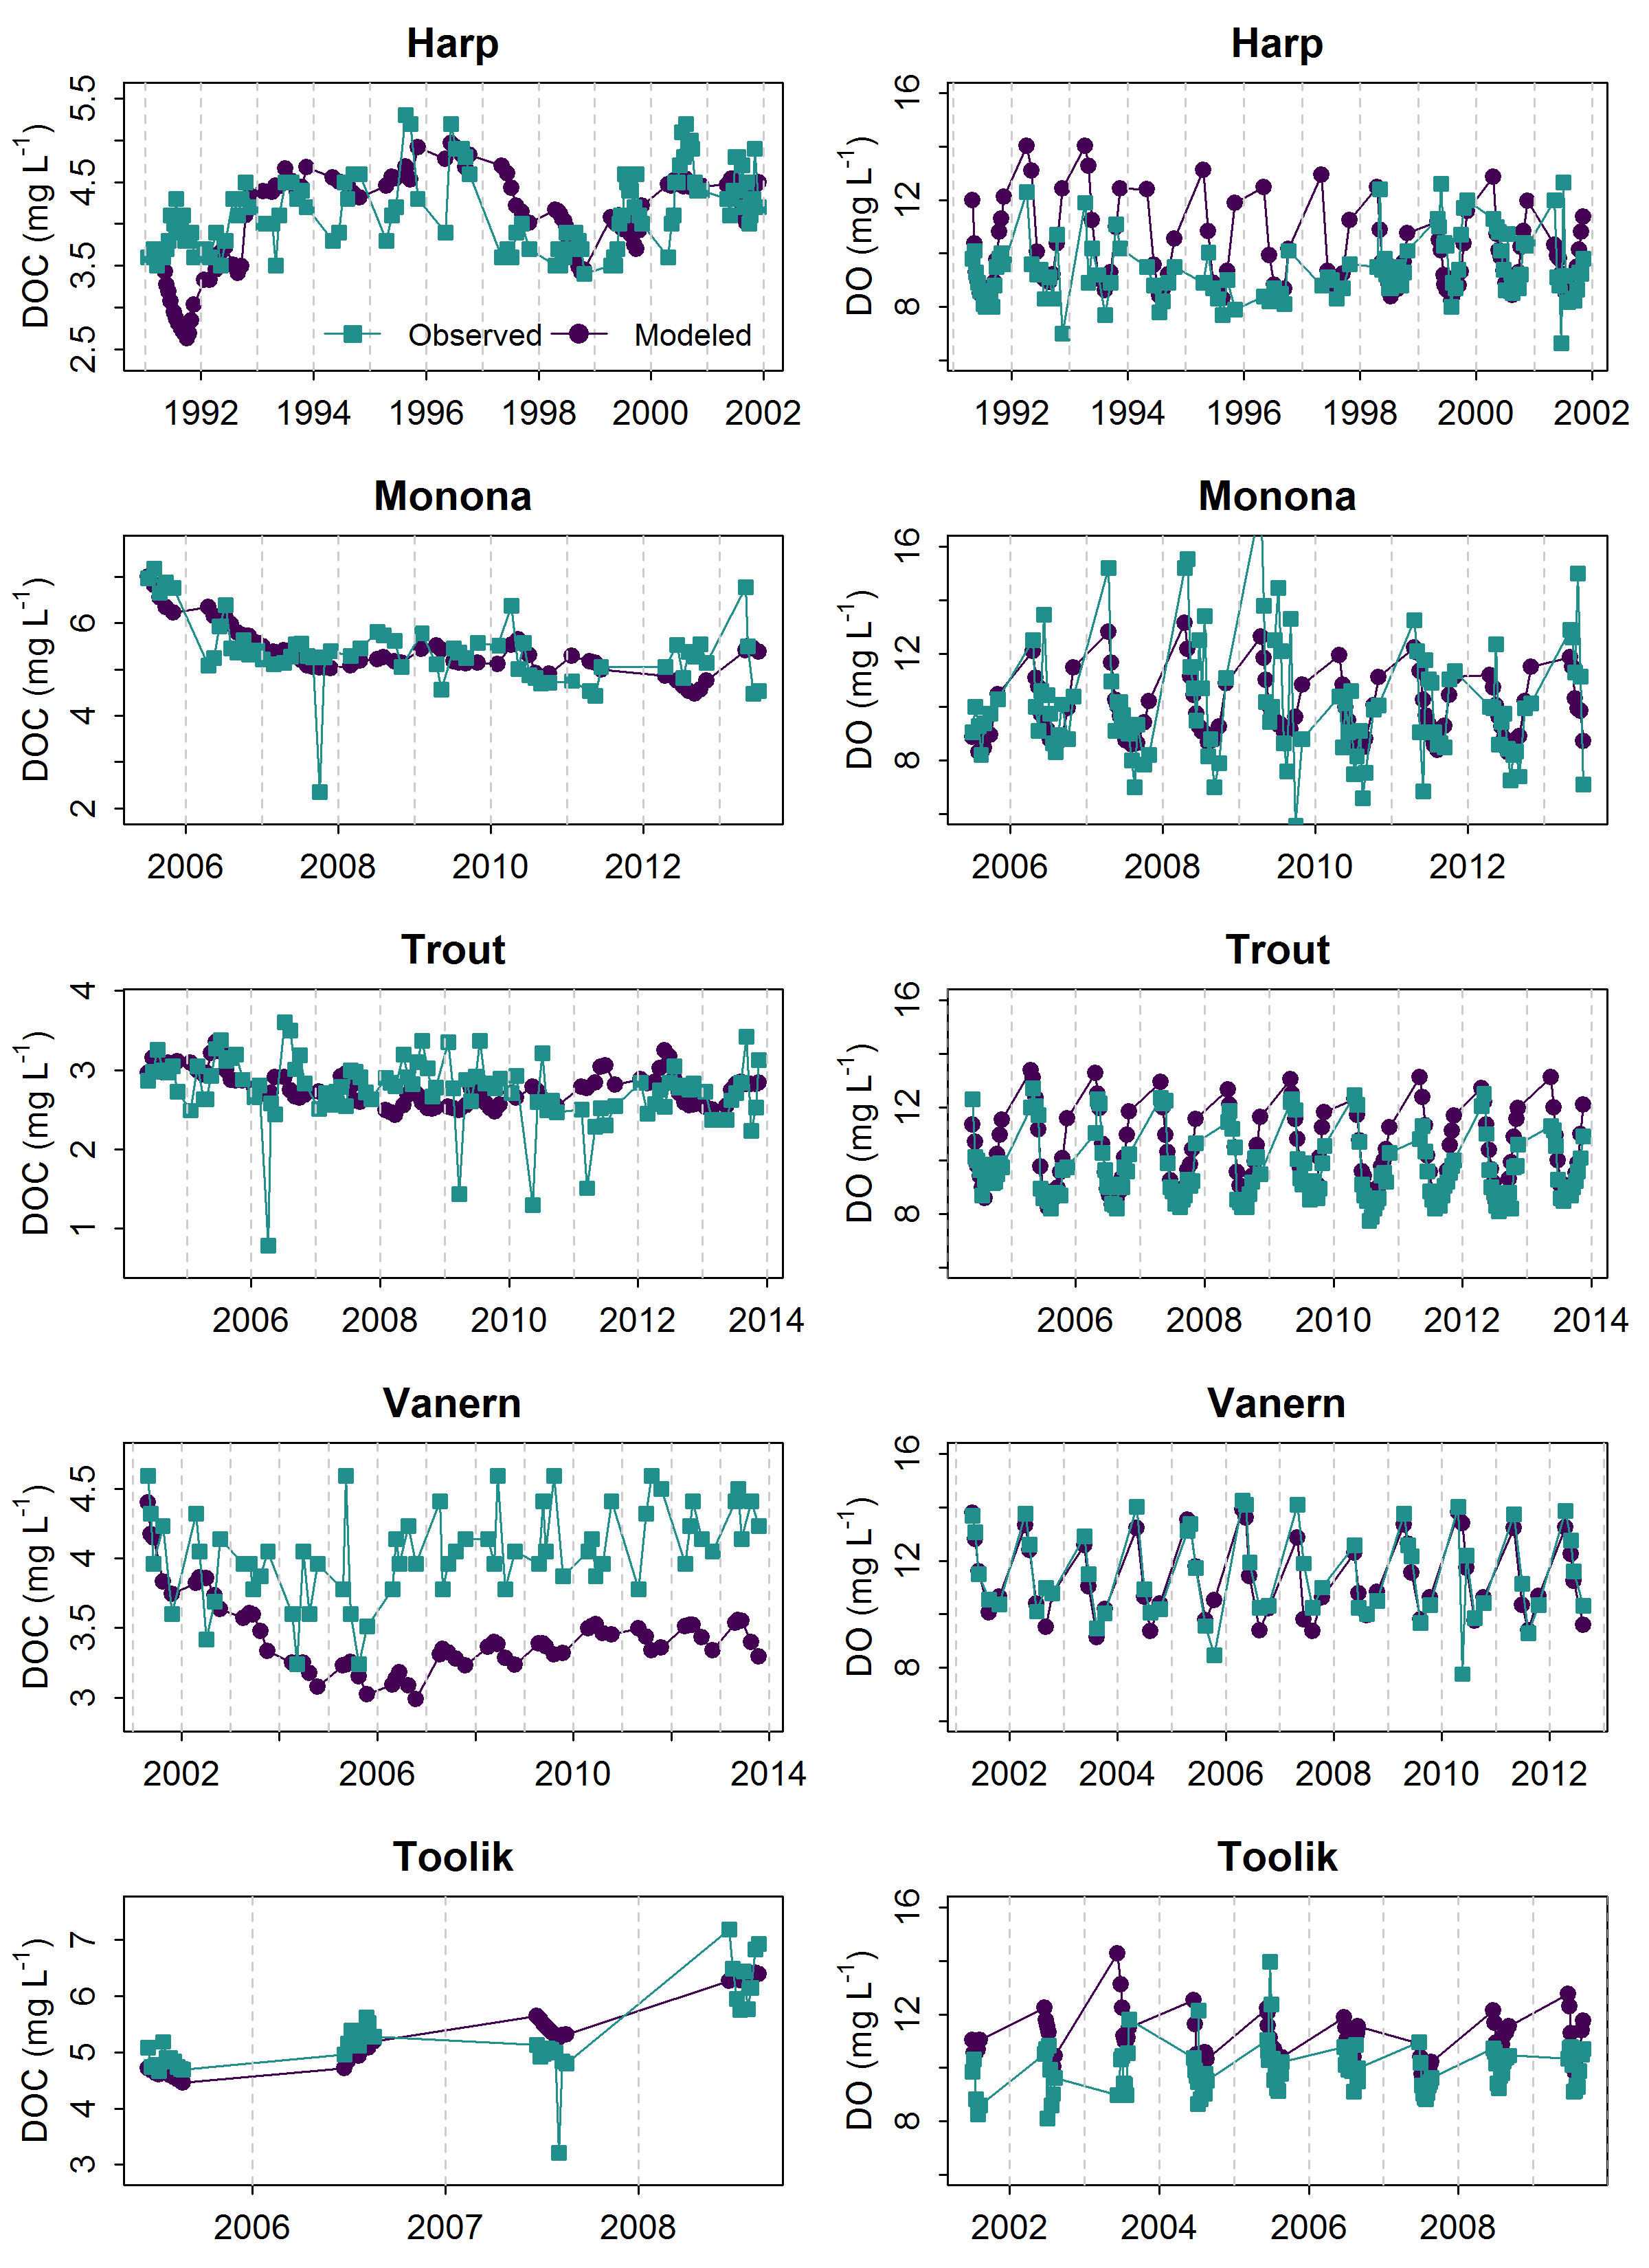 Harp
DOC (mg L-1)
2.5 3.5 4.5 5.5
Observed Modeled
1992 1994 1996 1998 2000 2002
Harp
DO (mg L-1)
8 12 16
1992 1994 1996 1998 2000 2002
Monona
DOC (mg L-1)
2 4 6
2006 2008 2010 2012
Monona
DO (mg L-1)
8 12 16
2006 2008 2010 2012
Trout
DOC (mg L-1)
1 2 3 4
2006 2008 2010 2012 2014
Trout
DO (mg L-1)
8 12 16
2006 2008 2010 2012 2014
Vanern
DOC (mg L-1)
3 3.5 4 4.5
2002 2006 2010 2014
Vanern
DO (mg L-1)
8 12 16
2002 2004 2006 2008 2010 2012
Toolik
DOC (mg L-1)
3 4 5 6 7
2006 2007 2008
Toolik
DO (mg L-1)
8 12 16
2002 2004 2006 2008